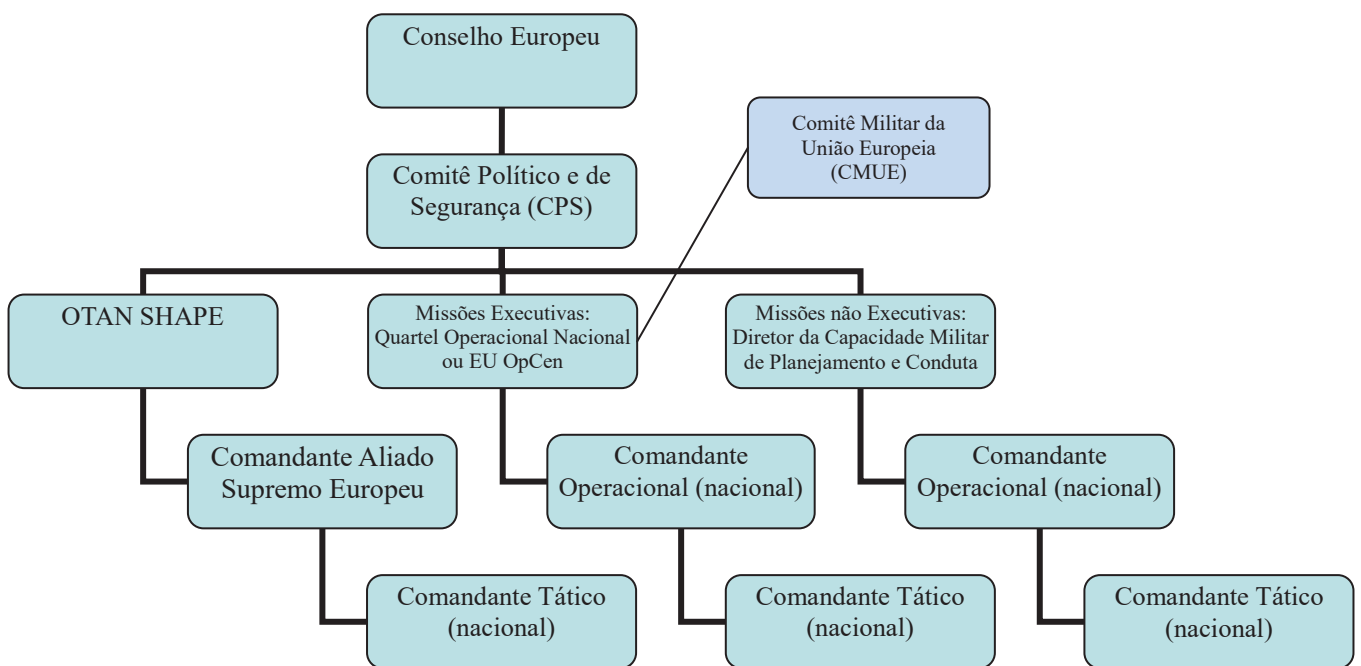 Conselho Europeu
Comitê Militar da
União Europeia
(CMUE)
Comitê Político e de
Segurança (CPS)
OTAN SHAPE
Missões Executivas:
Quartel Operacional Nacional
ou EU OpCen
Missões não Executivas:
Diretor da Capacidade Militar
de Planejamento e Conduta
Comandante Aliado
Supremo Europeu
Comandante
Operacional (nacional)
Comandante
Operacional (nacional)
Comandante Tático
(nacional)
Comandante Tático
(nacional)
Comandante Tático
(nacional)